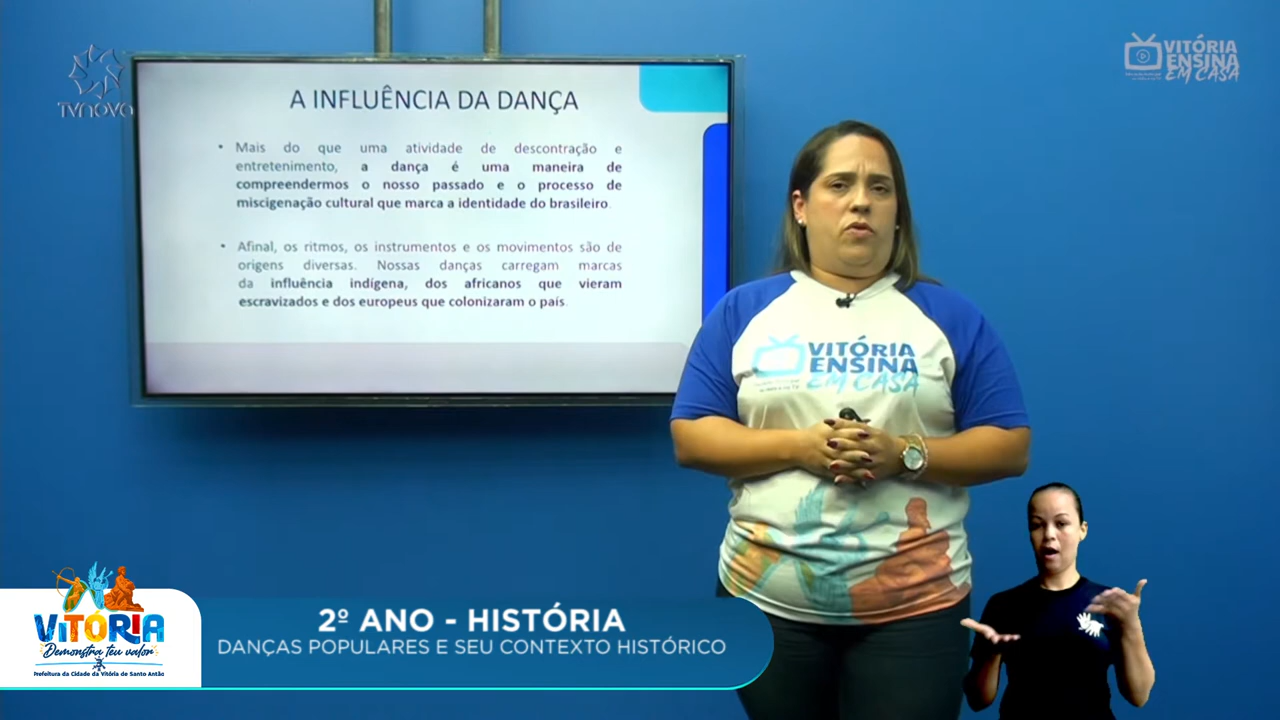 TVNOVO
VITÓRIA
ENSINA
EM CASA
A INFLUÊNCIA DA DANÇA
• Mais do que uma atividade de descontração e
entretenimento, a dança é uma maneira de
compreendermos o nosso passado e o processo de
miscigenação cultural que marca a identidade do brasileiro.
• Afinal, os ritmos, os instrumentos e os movimentos são de
origens diversas. Nossas danças carregam marcas
da influência indígena, dos africanos que vieram
escravizados e dos europeus que colonizaram o país.
VITÓRIA
ENSINA
EM CASA
VITÓRIA
Demonstra teu valor
Prefeitura da Cidade da Vitória de Santo Antão
2º ANO - HISTÓRIA
DANÇAS POPULARES E SEU CONTEXTO HISTÓRICO